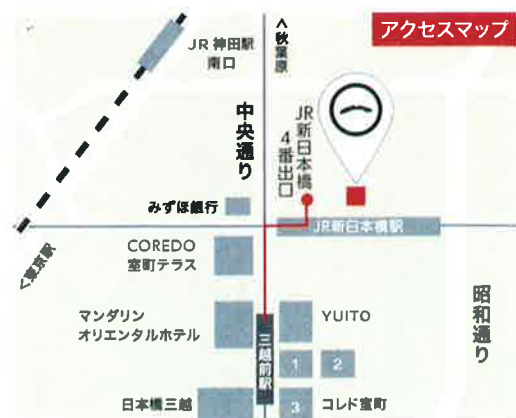 アクセスマップ
JR 神田駅
南口
<秋葉原
中央通り
JR新日本橋
4番出口
みずほ銀行
JR新日本橋駅
<東京駅
COREDO
室町テラス
昭和通り
マンダリン
オリエンタルホテル
三越前駅
YUITO
1
2
日本橋三越
3
コレド室町